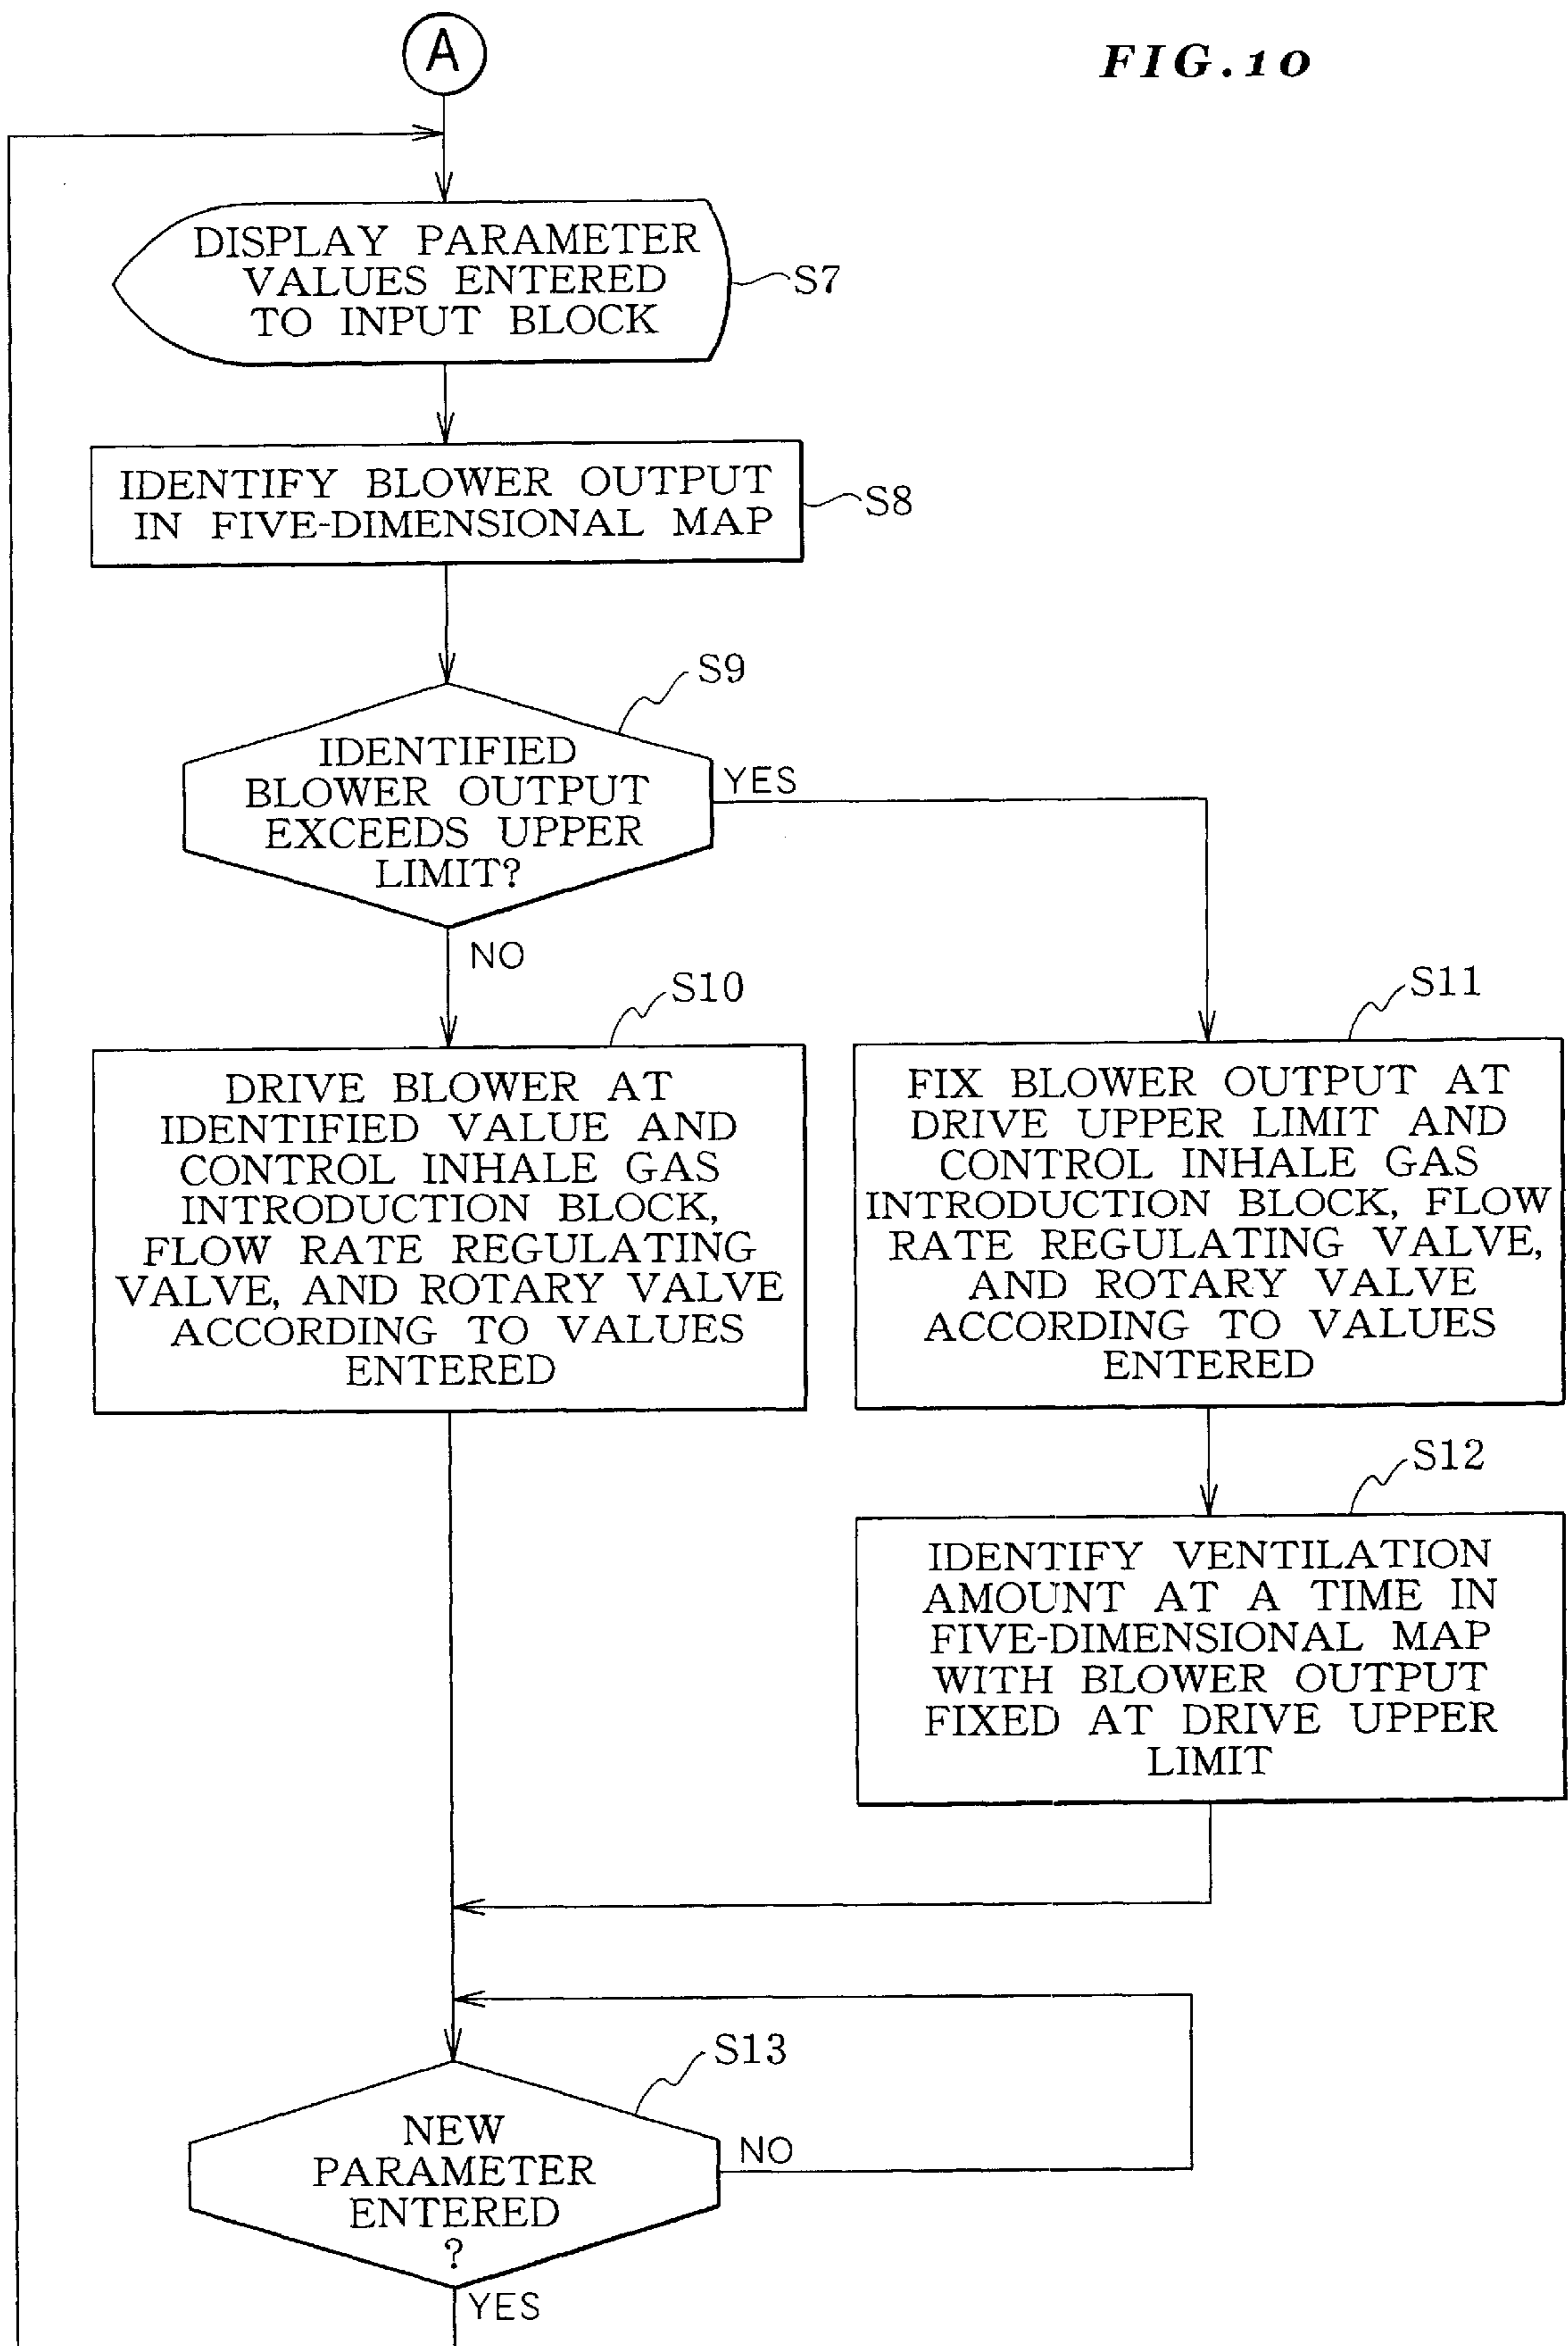 A
FIG.10
DISPLAY PARAMETER
VALUES ENTERED
TO INPUT BLOCK
S7
IDENTIFY BLOWER OUTPUT
IN FIVE-DIMENSIONAL MAP
S8
S9
IDENTIFIED
BLOWER OUTPUT
EXCEEDS UPPER
LIMIT?
YES
NO
S10
DRIVE BLOWER AT
IDENTIFIED VALUE AND
CONTROL INHALE GAS
INTRODUCTION BLOCK,
FLOW RATE REGULATING
VALVE, AND ROTARY VALVE
ACCORDING TO VALUES
ENTERED
S11
FIX BLOWER OUTPUT AT
DRIVE UPPER LIMIT AND
CONTROL INHALE GAS
INTRODUCTION BLOCK, FLOW
RATE REGULATING VALVE,
AND ROTARY VALVE
ACCORDING TO VALUES
ENTERED
S12
IDENTIFY VENTILATION
AMOUNT AT A TIME IN
FIVE-DIMENSIONAL MAP
WITH BLOWER OUTPUT
FIXED AT DRIVE UPPER
LIMIT
S13
NEW
PARAMETER
ENTERED
?
NO
YES